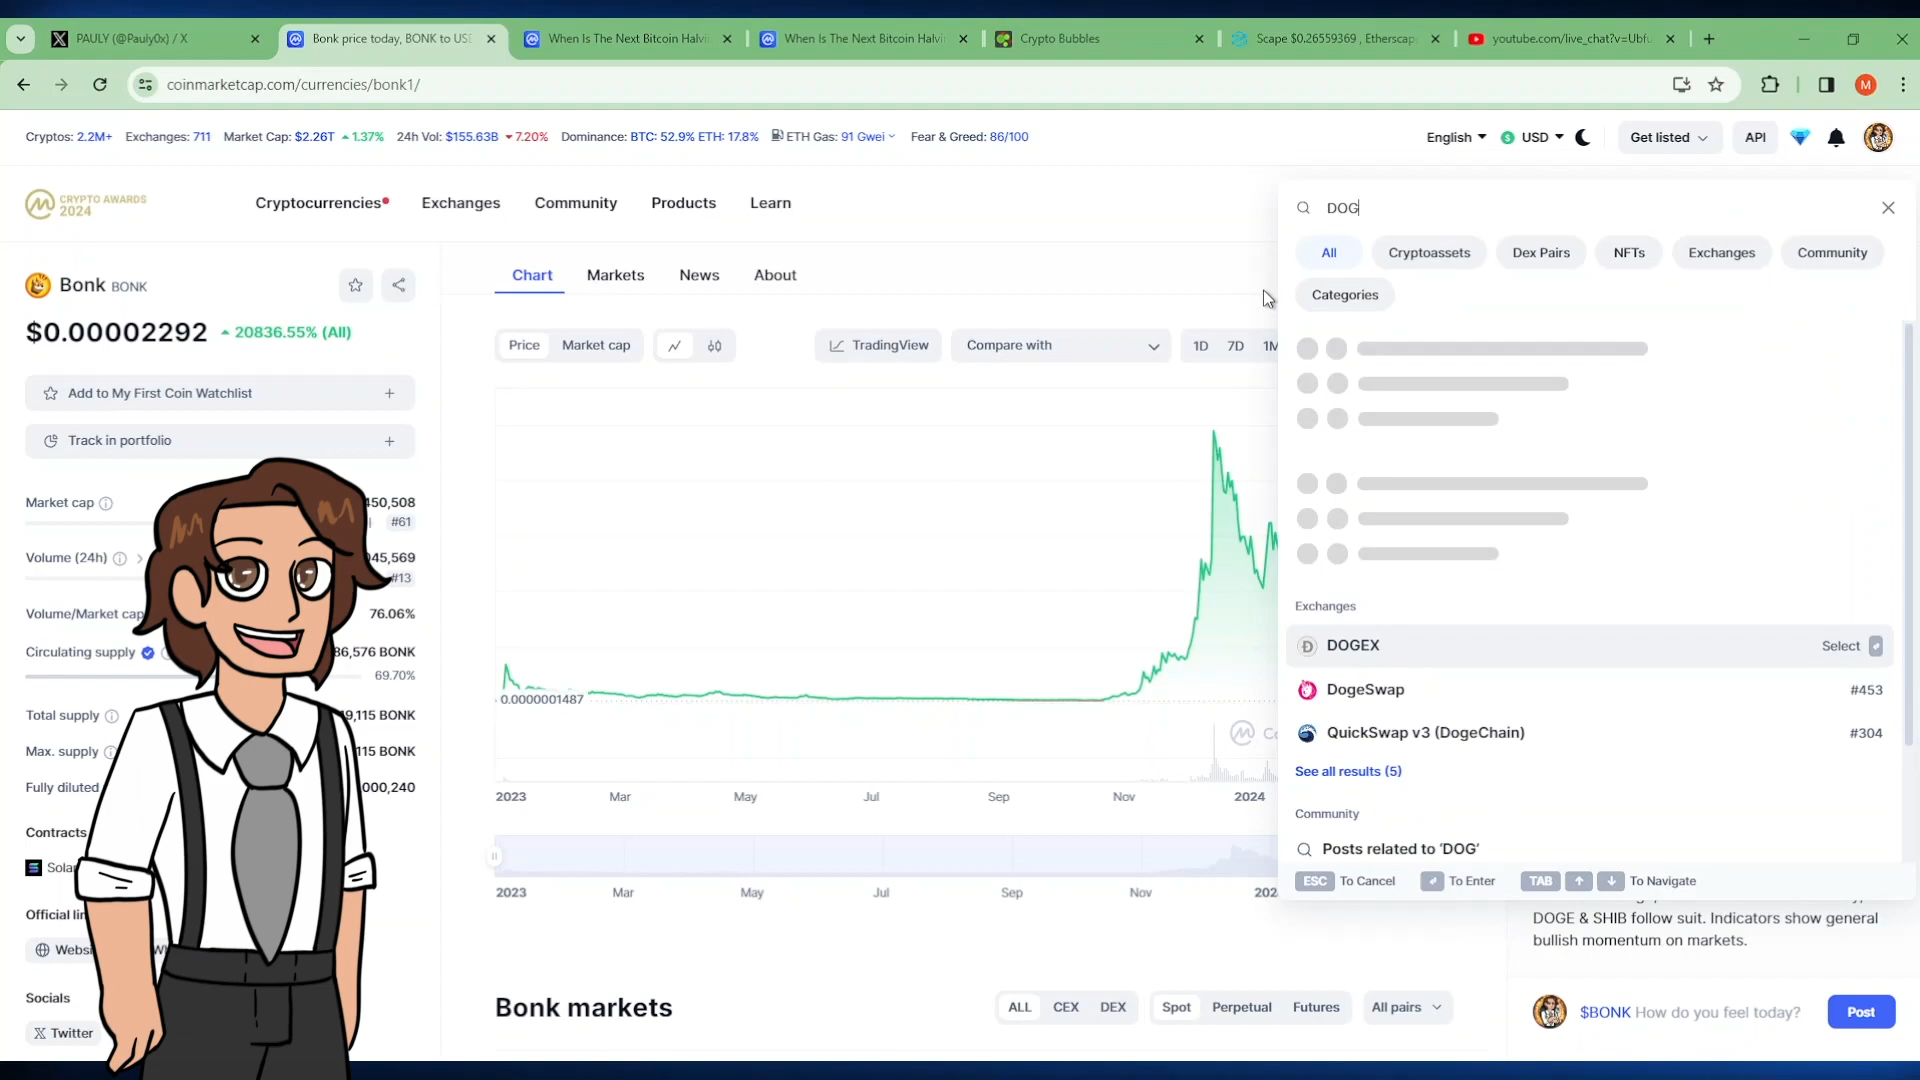 PAULY (@Pauly0x) / X
Bonk price today, BONK to US
When Is The Next Bitcoin Halvi
When Is The Next Bitcoin Halvi
Crypto Bubbles
Scape $0.26559369 , Etherscap
youtube.com/live_chat?v=Ubf
coinmarketcap.com/currencies/bonk1/
M
Cryptos: 2.2M+ Exchanges: 711 Market Cap: $2.26T 1.37% 24h Vol: $155.63B 7.20% Dominance: BTC: 52.9% ETH: 17.8% ETH Gas: 91 Gwei Fear & Greed: 86/100
English USD Get listed API
CRYPTO AWARDS
2024
Cryptocurrencies Exchanges Community Products Learn
DOG
All Cryptoassets Dex Pairs NFTs Exchanges Community
Categories
Bonk BONK
$0.00002292 20836.55% (All)
Add to My First Coin Watchlist +
Track in portfolio +
Market cap 450,508
#61
Volume (24h) 045,569
#13
Volume/Market cap 76.06%
Circulating supply 86,576 BONK
69.70%
Total supply 9,115 BONK
Max. supply 115 BONK
Fully diluted 000,240
Contracts
Solar
Official lin
Websi Wh
Socials
Twitter
Chart Markets News About
Price Market cap TradingView Compare with 1D 7D 1M
0.0000001487
Co
2023 Mar May Jul Sep Nov 2024
2023 Mar May Jul Sep Nov 202
Bonk markets
ALL CEX DEX Spot Perpetual Futures All pairs
Exchanges
DOGEX Select
DogeSwap #453
QuickSwap v3 (DogeChain) #304
See all results (5)
Community
Posts related to 'DOG'
ESC To Cancel To Enter TAB To Navigate
DOGE & SHIB follow suit. Indicators show general
bullish momentum on markets.
$BONK How do you feel today? Post